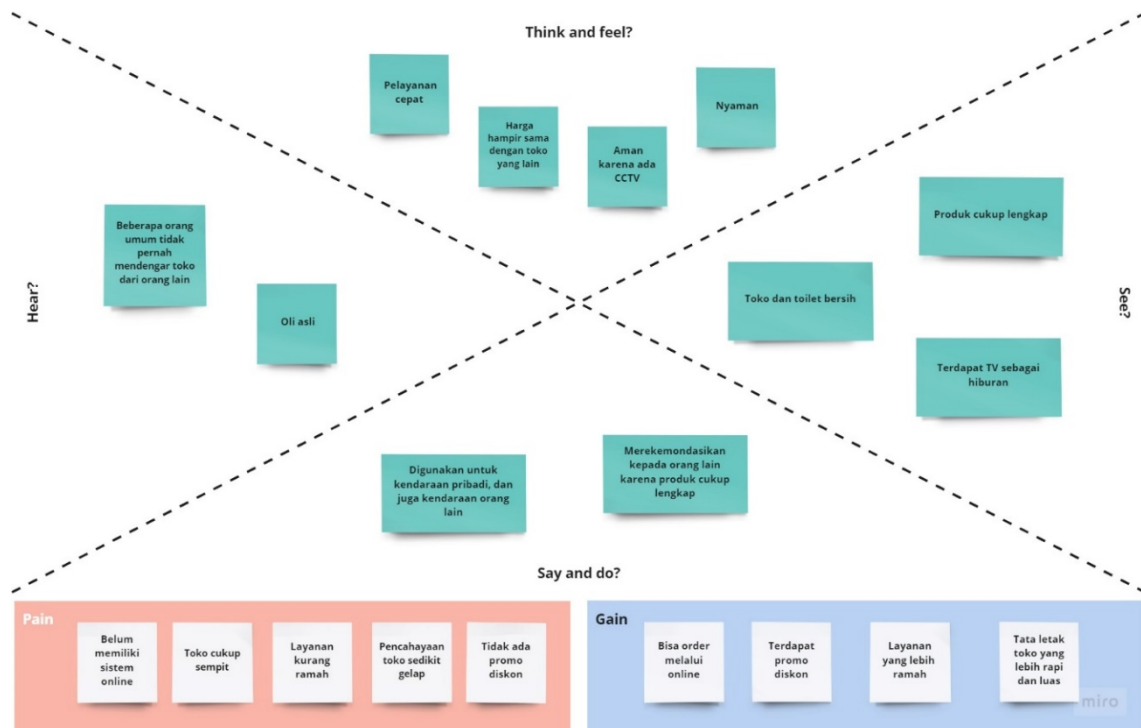 Think and feel?
Pelayanan
cepat
Harga
hampir sama
dengan toko
yang lain
Aman
karena ada
CCTV
Nyaman
Hear?
Beberapa orang
umum tidak
pernah
mendengar toko
dari orang lain
Oli asli
See?
Produk cukup lengkap
Toko dan toilet bersih
Terdapat TV sebagai
hiburan
Digunakan untuk
kendaraan pribadi, dan
juga kendaraan orang
lain
Merekemondasikan
kepada orang lain
karena produk cukup
lengkap
Say and do?
Pain
Belum
memiliki
sistem
online
Toko cukup
sempit
Layanan
kurang
ramah
Pencahayaan
toko sedikit
gelap
Tidak ada
promo
diskon
Gain
Bisa order
melalui
online
Terdapat
promo
diskon
Layanan
yang lebih
ramah
Tata letak
toko yang
lebih rapi
dan luas
miro